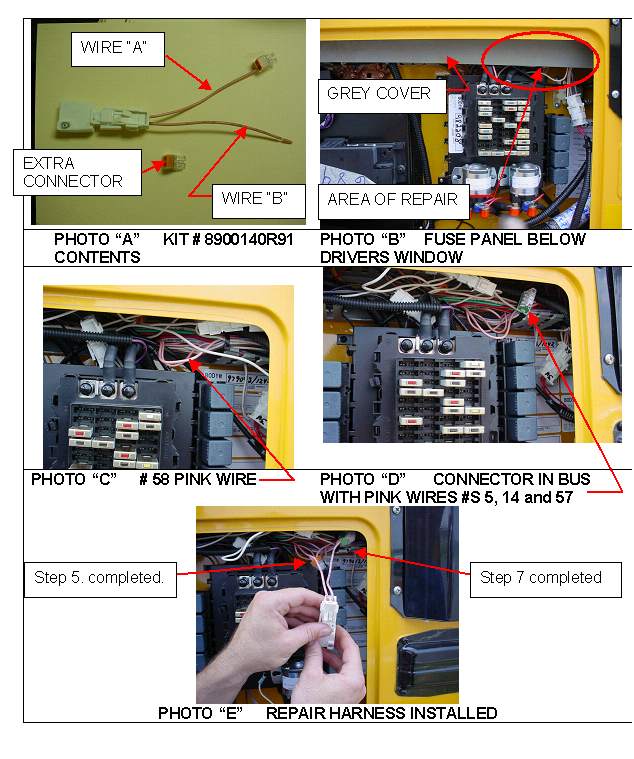 WIRE “A”
EXTRA
CONNECTOR
WIRE “B”
GREY COVER
AREA OF REPAIR
PHOTO “A” KIT # 8900140R91
CONTENTS
PHOTO “B” FUSE PANEL BELOW
DRIVERS WINDOW
PHOTO “C” # 58 PINK WIRE
PHOTO “D” CONNECTOR IN BUS
WITH PINK WIRES #S 5, 14 and 57
Step 5. completed.
Step 7 completed
PHOTO “E” REPAIR HARNESS INSTALLED